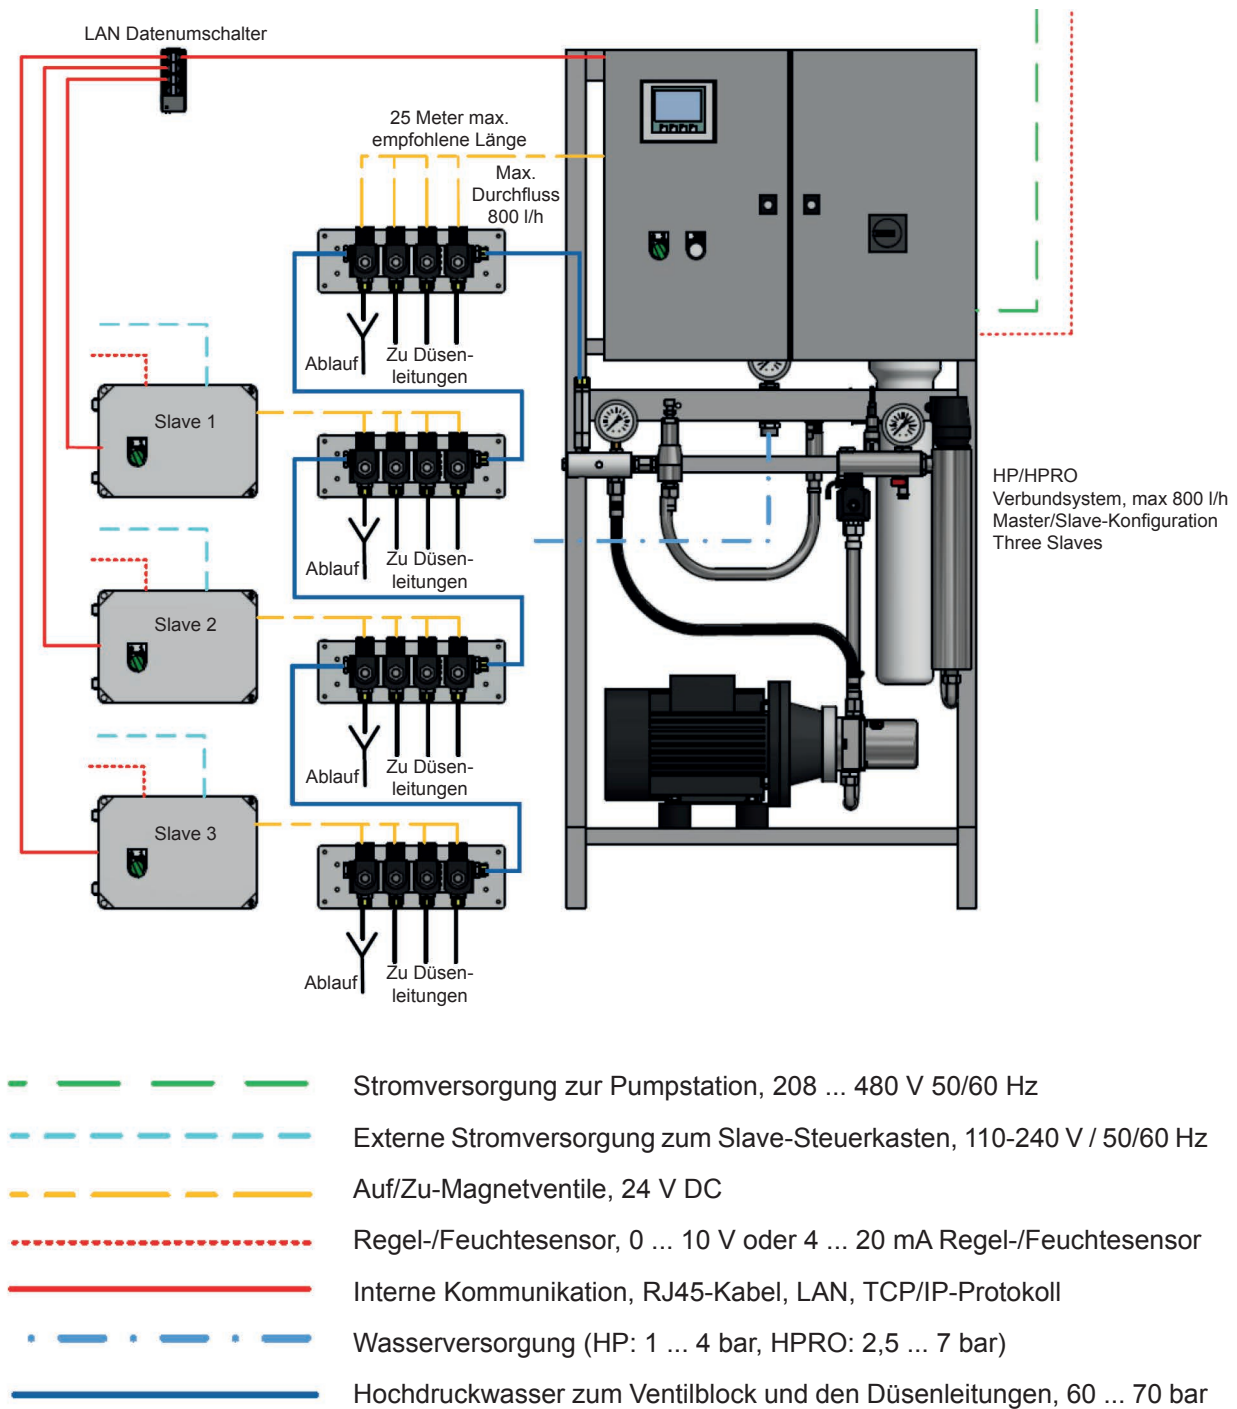 LAN Datenumschalter
25 Meter max.
empfohlene Länge
Max.
Durchfluss
800 l/h
Ablauf
Zu Düsen-
leitungen
Slave 1
Ablauf
Zu Düsen-
leitungen
HP/HPRO
Verbundsystem, max 800 l/h
Master/Slave-Konfiguration
Three Slaves
Slave 2
Ablauf
Zu Düsen-
leitungen
Slave 3
Ablauf
Zu Düsen-
leitungen
Stromversorgung zur Pumpstation, 208 ... 480 V 50/60 Hz
Externe Stromversorgung zum Slave-Steuerkasten, 110-240 V / 50/60 Hz
Auf/Zu-Magnetventile, 24 V DC
Regel-/Feuchtesensor, 0 ... 10 V oder 4 ... 20 mA Regel-/Feuchtesensor
Interne Kommunikation, RJ45-Kabel, LAN, TCP/IP-Protokoll
Wasserversorgung (HP: 1 ... 4 bar, HPRO: 2,5 ... 7 bar)
Hochdruckwasser zum Ventilblock und den Düsenleitungen, 60 ... 70 bar